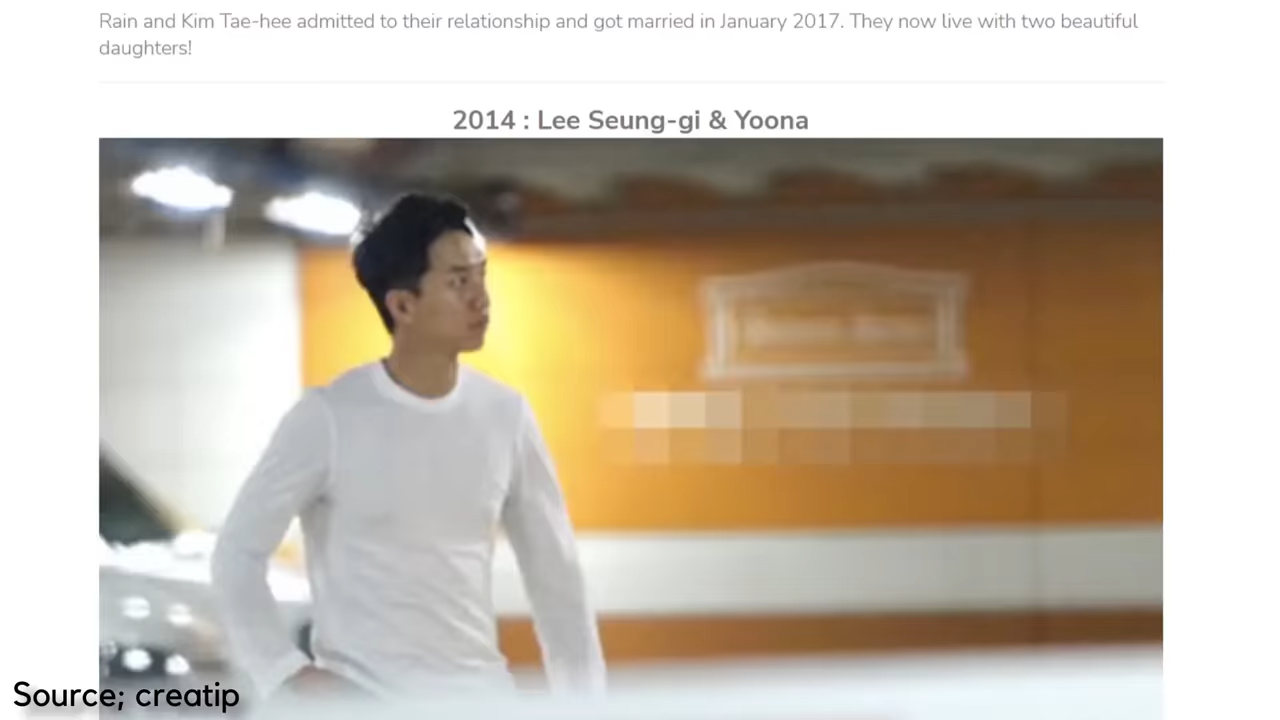 Rain and Kim Tae-hee admitted to their relationship and got married in January 2017. They now live with two beautiful
daughters!
2014 : Lee Seung-gi & Yoona
Source; creatip